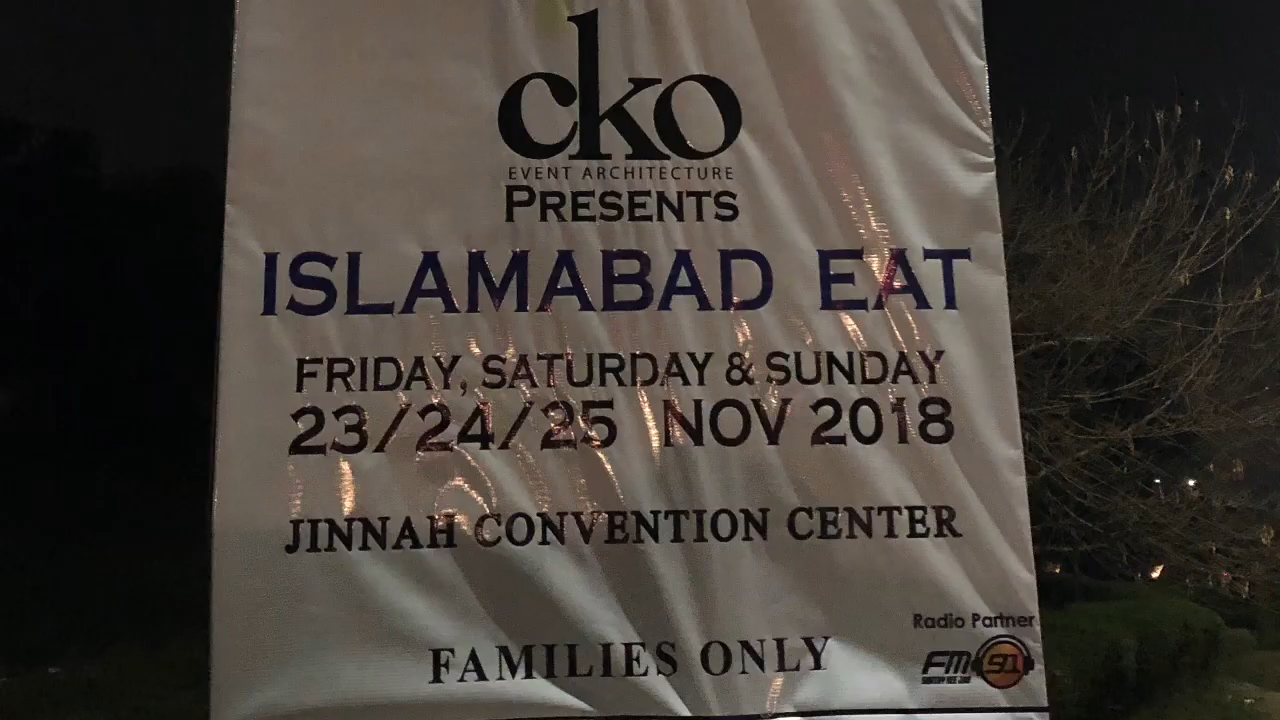 cko
EVENT ARCHITECTURE
PRESENTS
ISLAMABAD EAT
FRIDAY, SATURDAY & SUNDAY
23/24/25 NOV 2018
JINNAH CONVENTION CENTER
Radio Partner
FAMILIES ONLY
FM 91